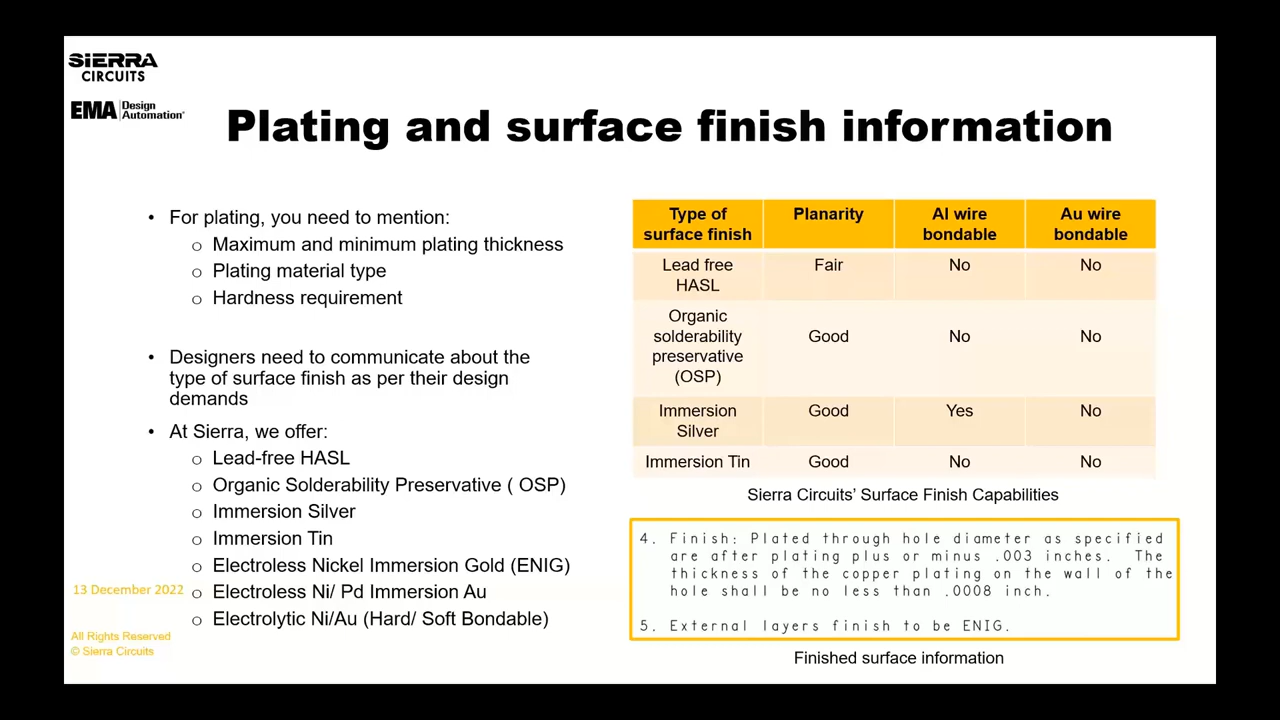 SiERRA
CIRCUITS
EMA Design
Automation®
Plating and surface finish information
• For plating, you need to mention:
o Maximum and minimum plating thickness
o Plating material type
o Hardness requirement
• Designers need to communicate about the
type of surface finish as per their design
demands
• At Sierra, we offer:
o Lead-free HASL
o Organic Solderability Preservative ( OSP)
o Immersion Silver
o Immersion Tin
o Electroless Nickel Immersion Gold (ENIG)
o Electroless Ni/ Pd Immersion Au
o Electrolytic Ni/Au (Hard/ Soft Bondable)
13 December 2022
All Rights Reserved
© Sierra Circuits
Type of Planarity Al wire Au wire
surface finish bondable bondable
Lead free Fair No No
HASL
Organic
solderability Good No No
preservative
(OSP)
Immersion Good Yes No
Silver
Immersion Tin Good No No
Sierra Circuits’ Surface Finish Capabilities
4. Finish: Plated through hole diameter as specified
are after plating plus or minus .003 inches. The
thickness of the copper plating on the wall of the
hole shall be no less than .0008 inch.
5. External layers finish to be ENIG.
Finished surface information